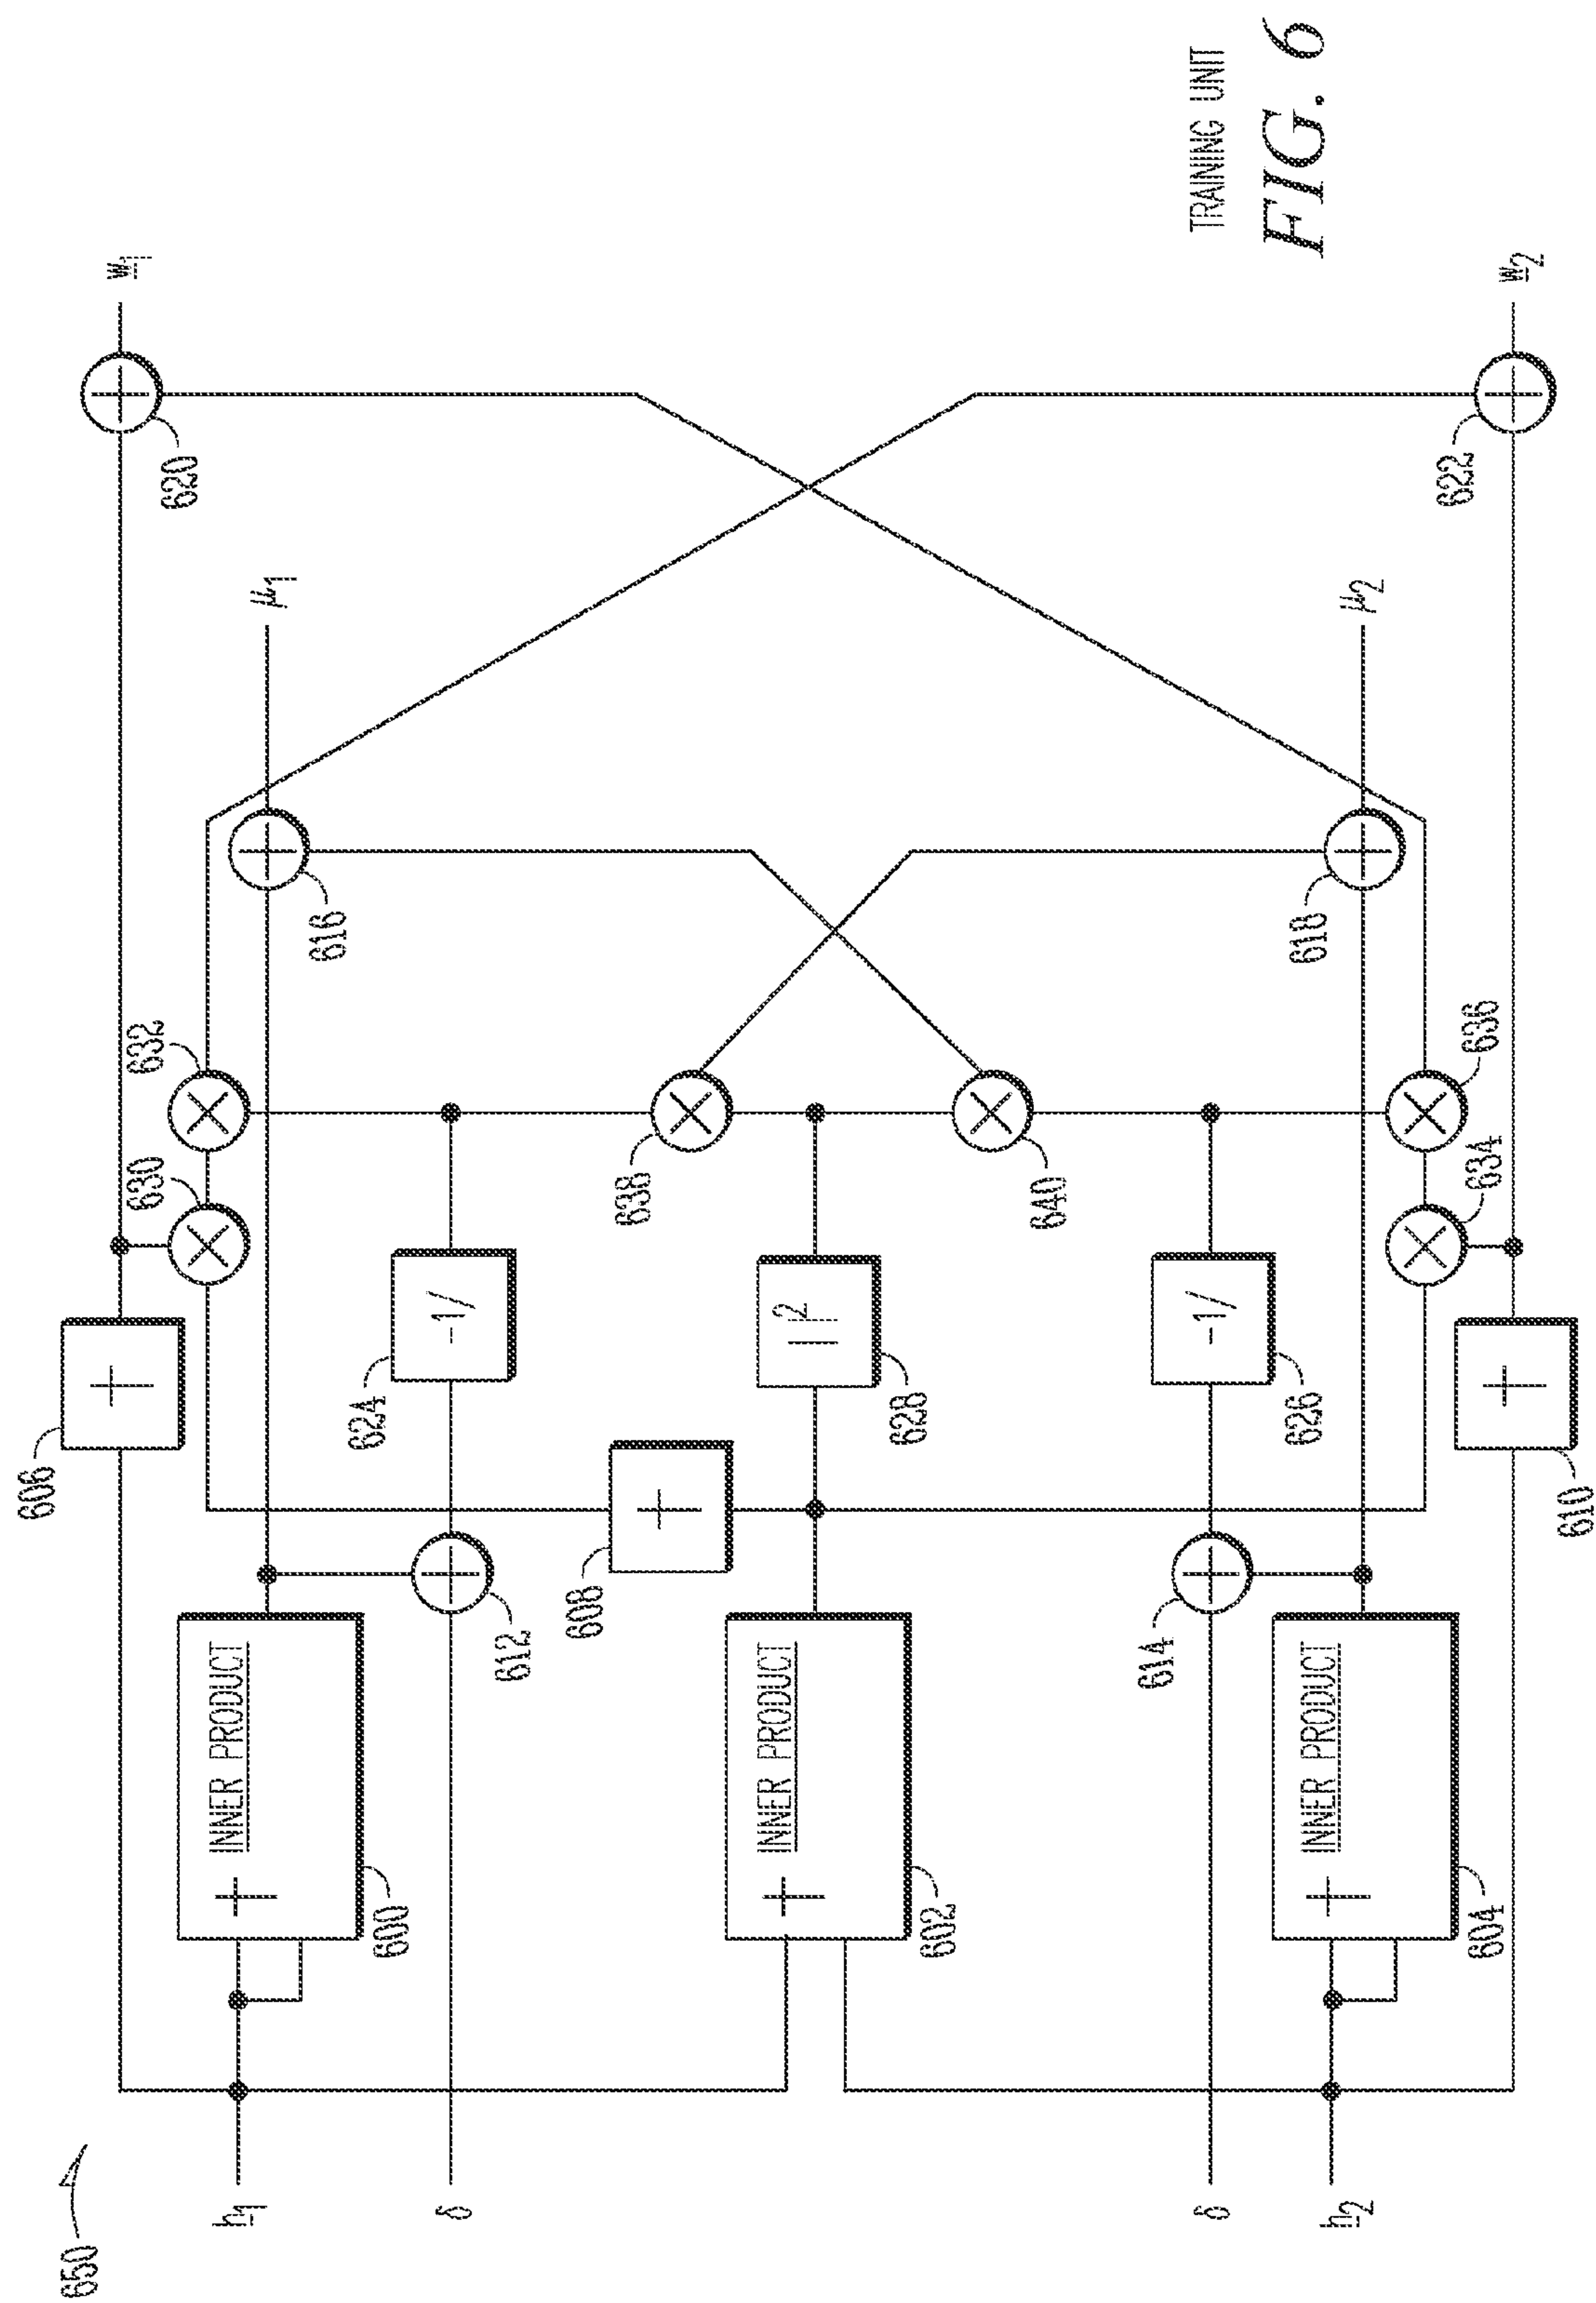 650
606
†
630
632
w1
620
h1
† INNER PRODUCT
μ1
616
600
624
δ
-1/
612
608
†
638
† INNER PRODUCT
| |2
628
602
640
614
δ
-1/
626
618
h2
† INNER PRODUCT
μ2
604
634
636
622
†
w2
610
TRAINING UNIT
FIG. 6